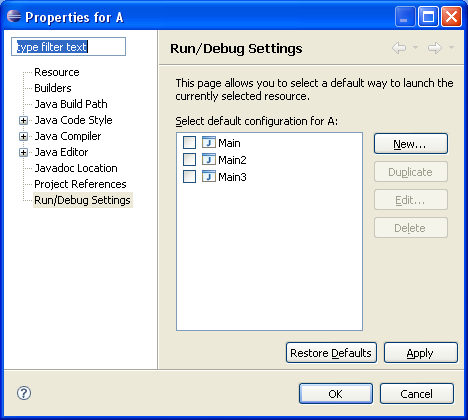 Properties for A
type filter text
Resource
Builders
Java Build Path
Java Code Style
Java Compiler
Java Editor
Javadoc Location
Project References
Run/Debug Settings
Run/Debug Settings
This page allows you to select a default way to launch the
currently selected resource.
Select default configuration for A:
Main
Main2
Main3
New...
Duplicate
Edit...
Delete
Restore Defaults
Apply
?
OK
Cancel